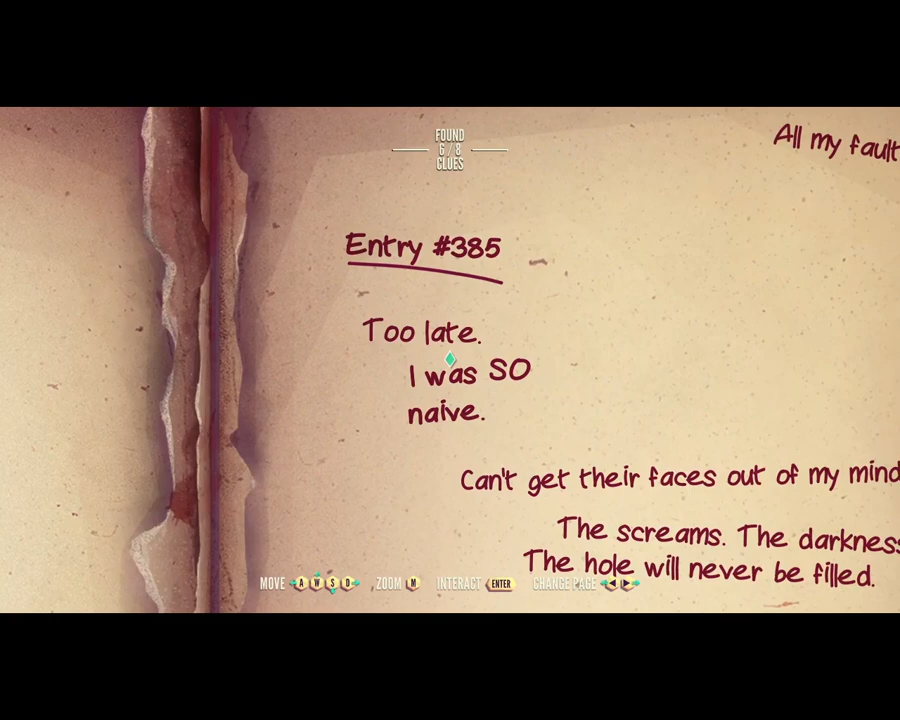 FOUND
6 / 8
CLUES
All my fault
Entry #385
Too late.
I was SO
naive.
Can't get their faces out of my mind
The screams. The darkness
The hole will never be filled.
MOVE A W S D ZOOM M INTERACT ENTER CHANGE PAGE